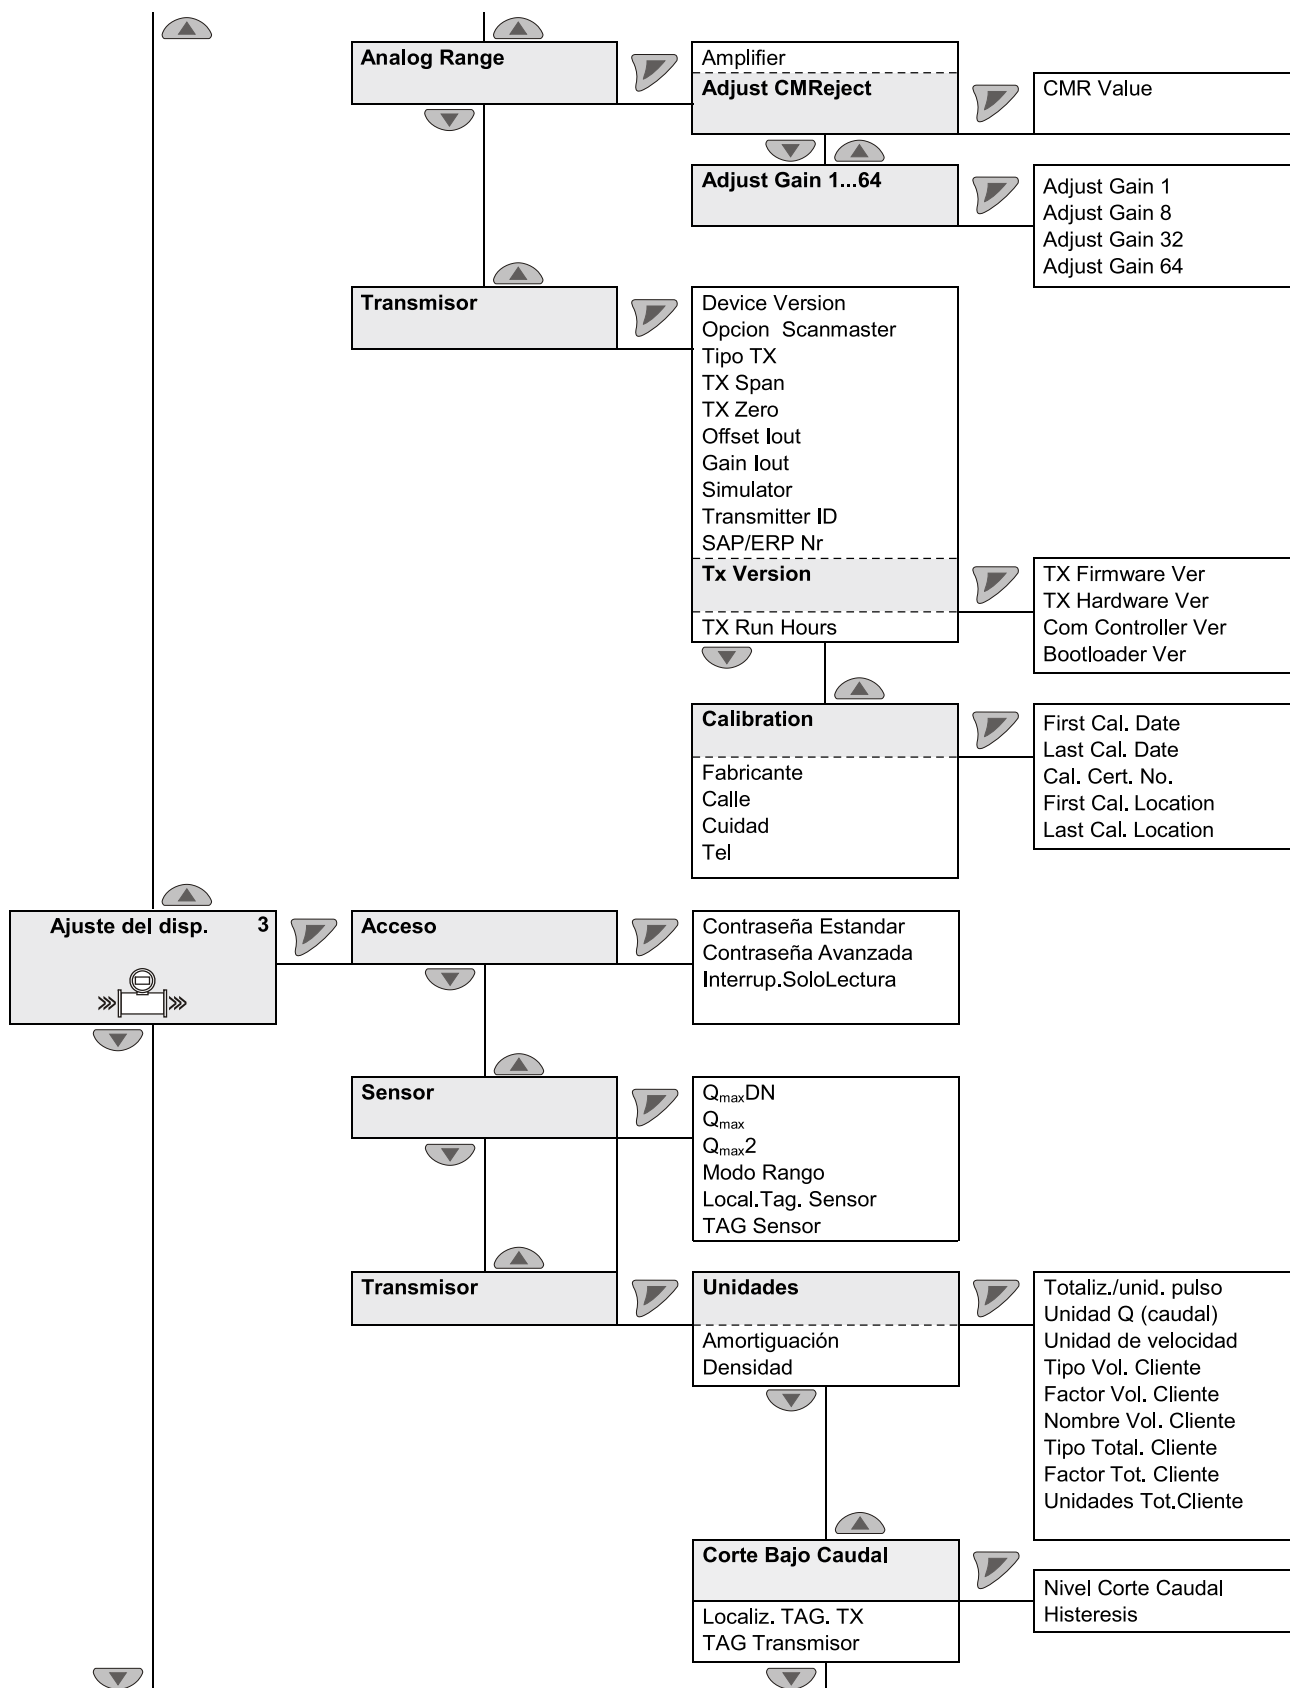 Analog Range
Amplifier
Adjust CMReject
CMR Value
Adjust Gain 1...64
Adjust Gain 1
Adjust Gain 8
Adjust Gain 32
Adjust Gain 64
Transmisor
Device Version
Opcion Scanmaster
Tipo TX
TX Span
TX Zero
Offset Iout
Gain Iout
Simulator
Transmitter ID
SAP/ERP Nr
Tx Version
TX Run Hours
TX Firmware Ver
TX Hardware Ver
Com Controller Ver
Bootloader Ver
Calibration
Fabricante
Calle
Cuidad
Tel
First Cal. Date
Last Cal. Date
Cal. Cert. No.
First Cal. Location
Last Cal. Location
Ajuste del disp. 3
Acceso
Contraseña Estandar
Contraseña Avanzada
Interrup.SoloLectura
Sensor
QmaxDN
Qmax
Qmax2
Modo Rango
Local.Tag. Sensor
TAG Sensor
Transmisor
Unidades
Amortiguación
Densidad
Totaliz./unid. pulso
Unidad Q (caudal)
Unidad de velocidad
Tipo Vol. Cliente
Factor Vol. Cliente
Nombre Vol. Cliente
Tipo Total. Cliente
Factor Tot. Cliente
Unidades Tot.Cliente
Corte Bajo Caudal
Localiz. TAG. TX
TAG Transmisor
Nivel Corte Caudal
Histeresis